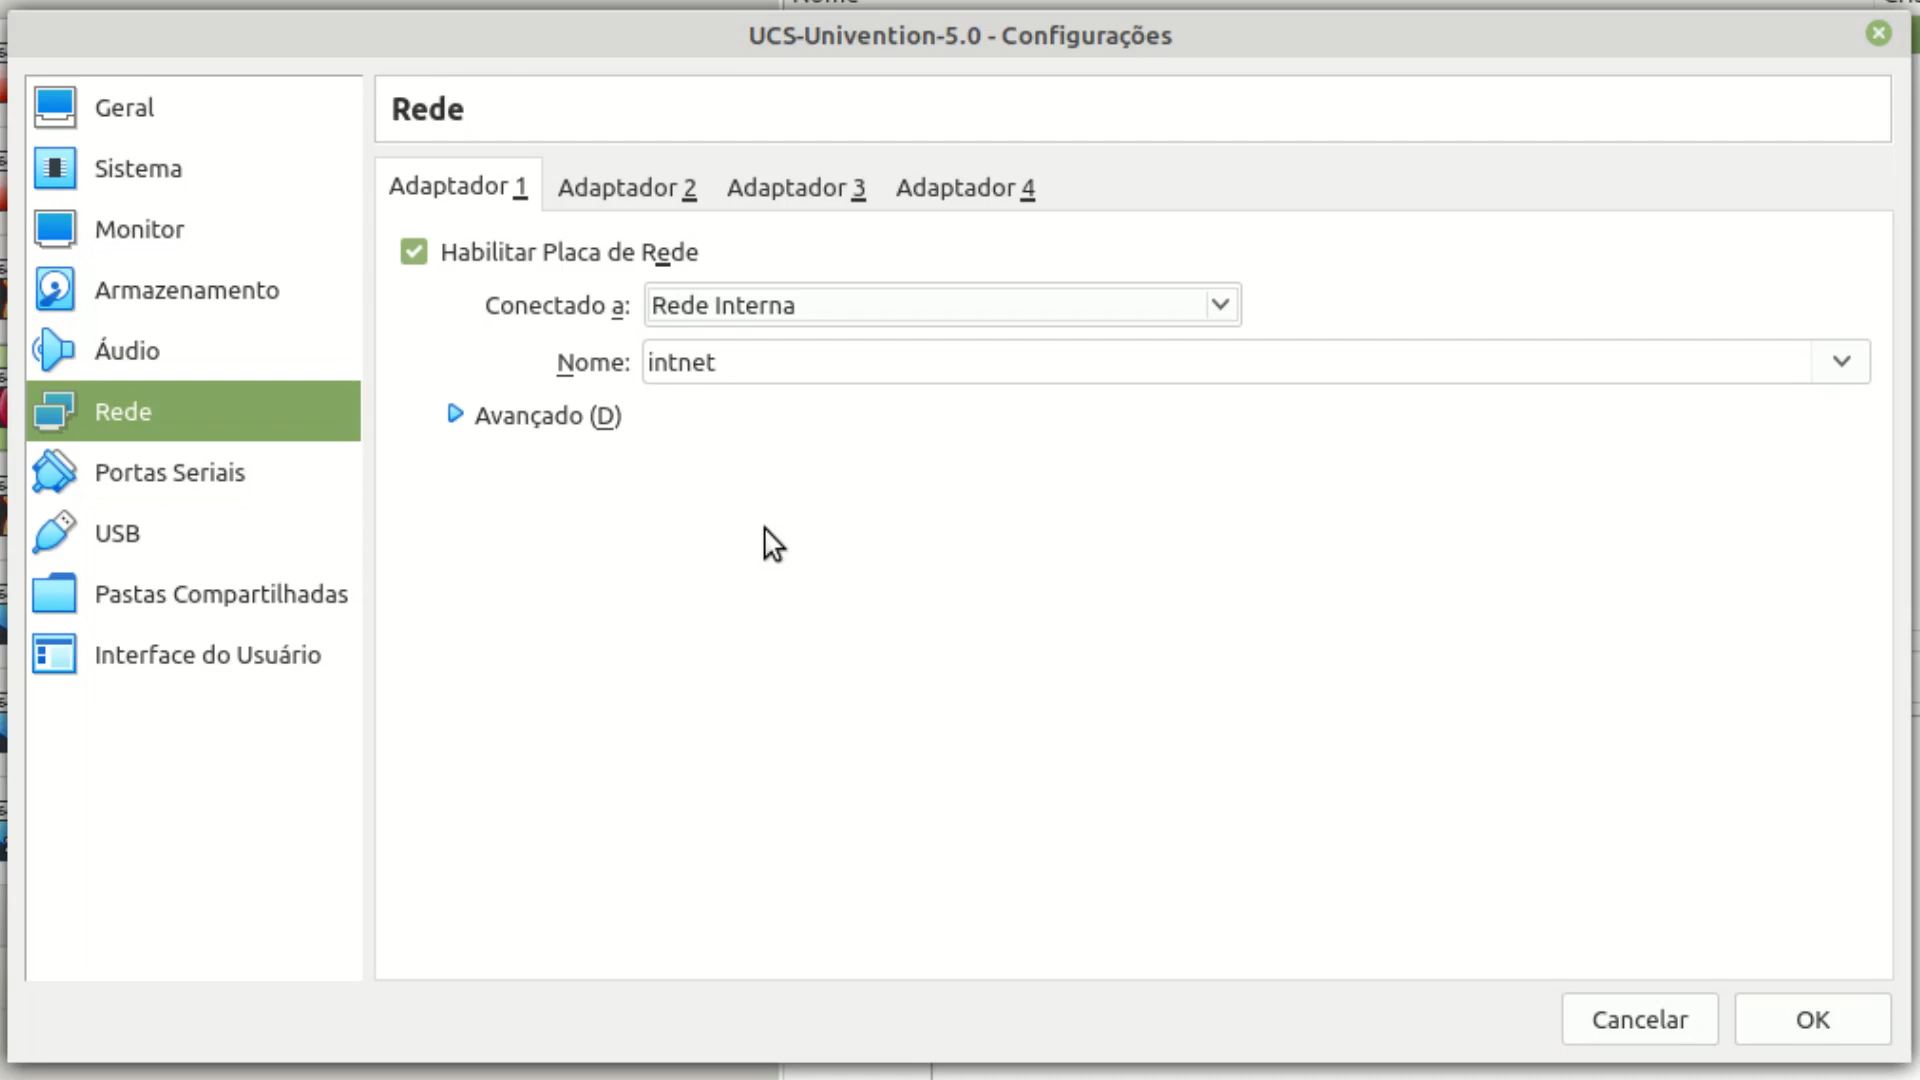 UCS-Univention-5.0 - Configurações
Geral
Sistema
Monitor
Armazenamento
Áudio
Rede
Portas Seriais
USB
Pastas Compartilhadas
Interface do Usuário
Rede
Adaptador 1 Adaptador 2 Adaptador 3 Adaptador 4
Habilitar Placa de Rede
Conectado a: Rede Interna
Nome: intnet
Avançado (D)
Cancelar OK